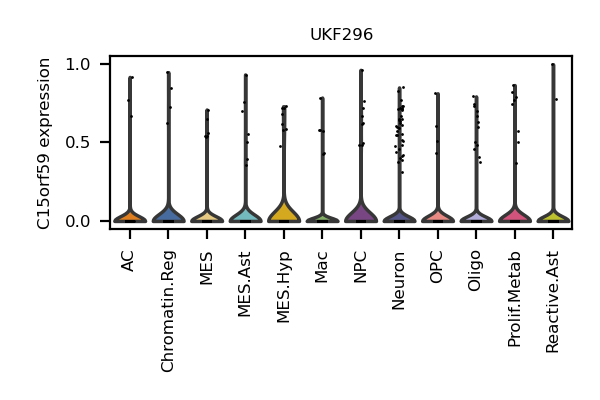 UKF296
C15orf59 expression
1.0
0.5
0.0
AC
Chromatin.Reg
MES
MES.Ast
MES.Hyp
Mac
NPC
Neuron
OPC
Oligo
Prolif.Metab
Reactive.Ast